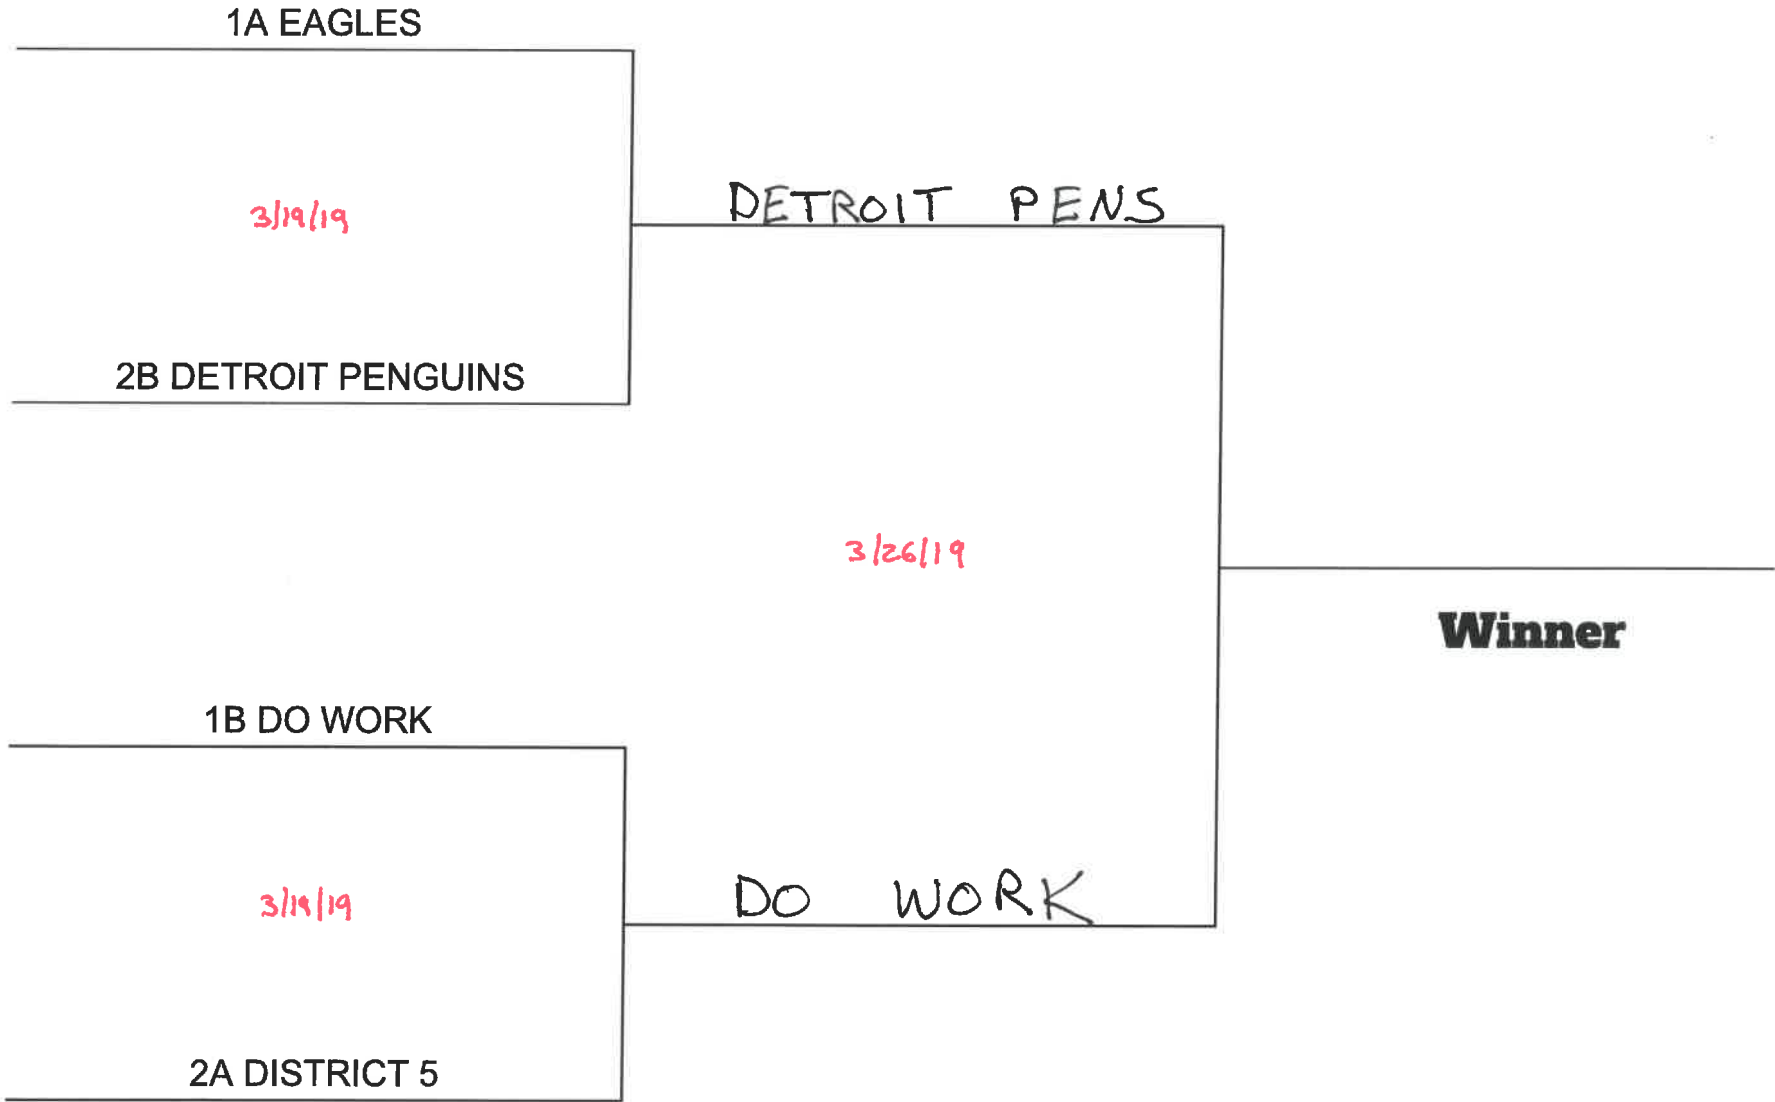 1A EAGLES
3/19/19
DETROIT PENS
2B DETROIT PENGUINS
3/26/19
Winner
1B DO WORK
3/19/19
DO WORK
2A DISTRICT 5